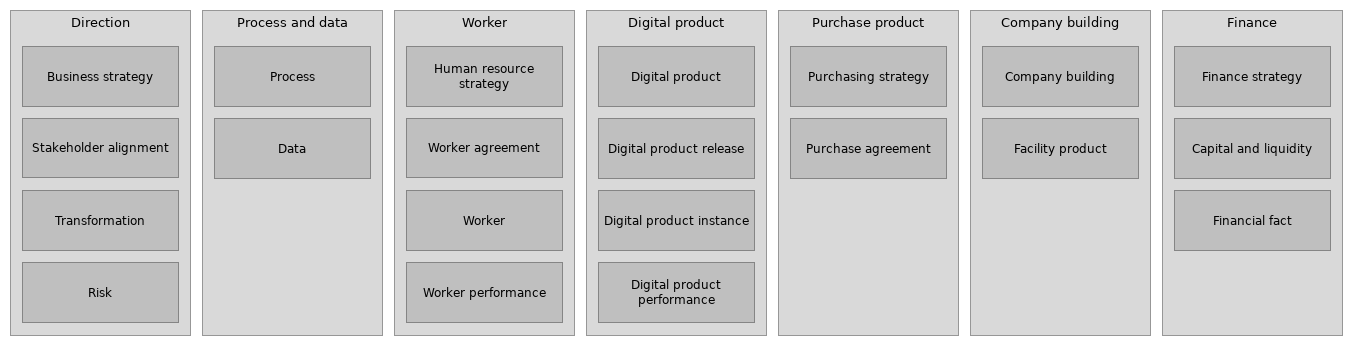 Direction
Business strategy
Stakeholder alignment
Transformation
Risk
Process and data
Process
Data
Worker
Human resource
strategy
Worker agreement
Worker
Worker performance
Digital product
Digital product
Digital product release
Digital product instance
Digital product
performance
Purchase product
Purchasing strategy
Purchase agreement
Company building
Company building
Facility product
Finance
Finance strategy
Capital and liquidity
Financial fact